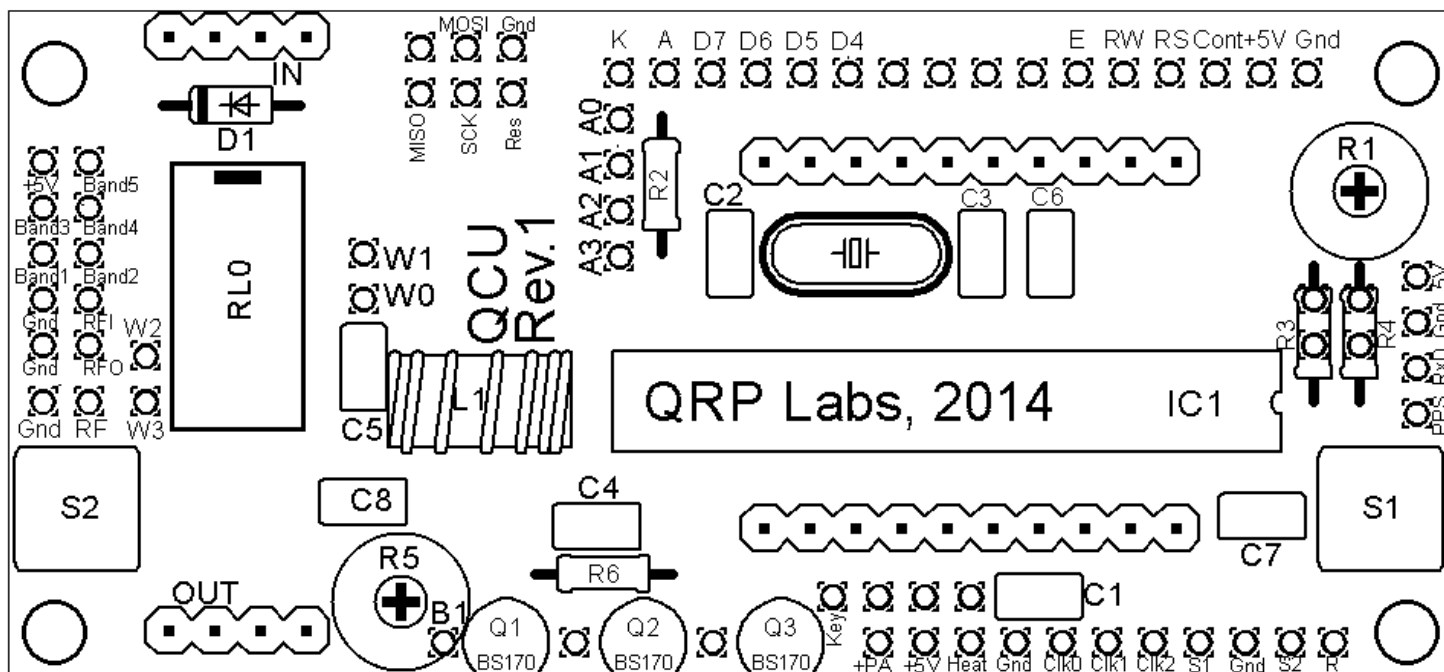 MOSI Gnd
K A D7 D6 D5 D4 E RW RS Cont +5V Gnd
IN
D1
MISO SCK Res
A0
A1
A2
A3
R2
R1
+5V Band5
Band3 Band4
Band1 Band2
Gnd RFI
Gnd RFO
Gnd RF W3
W2
RL0
W1
W0
QCU
Rev.1
C2
C3
C6
5V
Gnd
RxD
PPS
R3
R4
C5
L1
QRP Labs, 2014 IC1
S2
C8
C4
R6
R5
S1
C7
OUT
B1
Q1
BS170
Q2
BS170
Q3
BS170
Key
C1
+PA +5V Heat Gnd Clk0 Clk1 Clk2 S1 Gnd S2